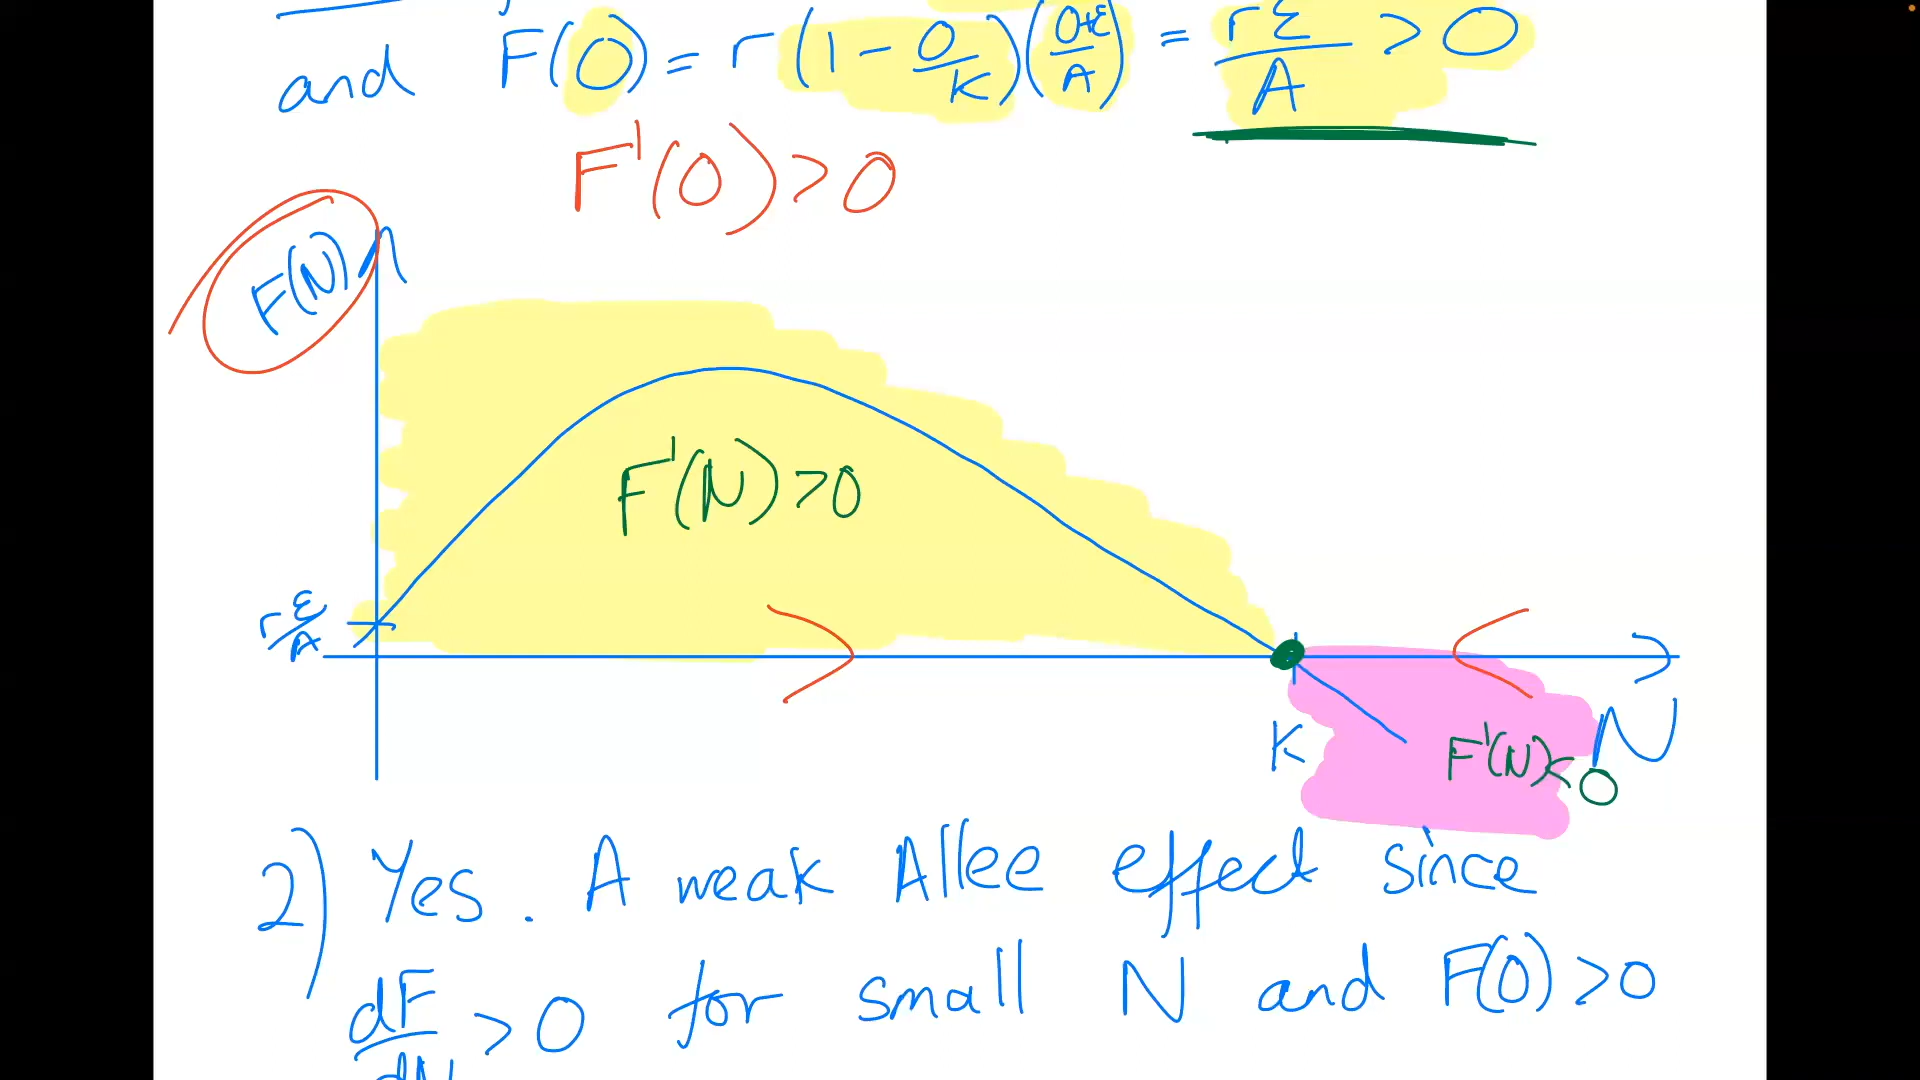 and F(0) = r(1 - 0/K)((0+ε)/A) = rε/A > 0
F'(0) > 0
F(N)
F'(N) > 0
rε/A
K
F'(N) < 0
N
2) Yes. A weak Allee effect since
dF/dN > 0 for small N and F(0) > 0